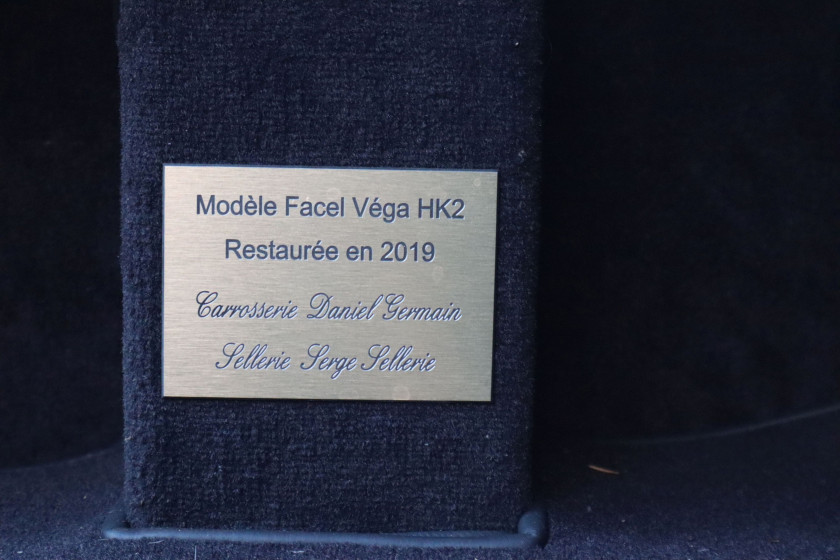 Modèle Facel Véga HK2
Restaurée en 2019
Carrosserie Daniel Germain
Sellerie Serge Sellerie